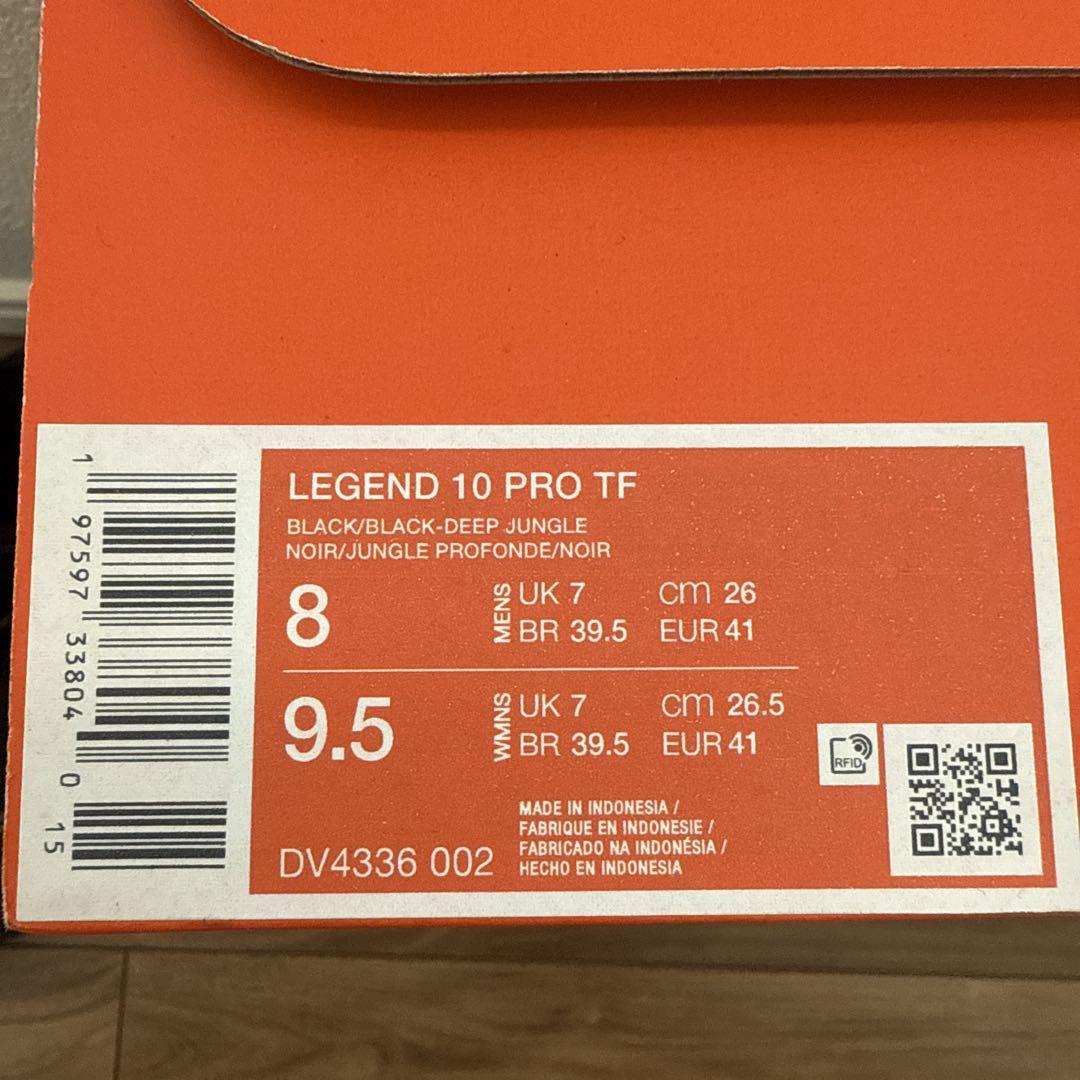 LEGEND 10 PRO TF
BLACK/BLACK-DEEP JUNGLE
NOIR/JUNGLE PROFONDE/NOIR
8
MENS
UK 7 cm 26
BR 39.5 EUR 41
9.5
WMNS
UK 7 cm 26.5
BR 39.5 EUR 41
RFID
MADE IN INDONESIA /
FABRIQUE EN INDONESIE /
FABRICADO NA INDONÉSIA /
HECHO EN INDONESIA
DV4336 002
1 97597 33804 0 15